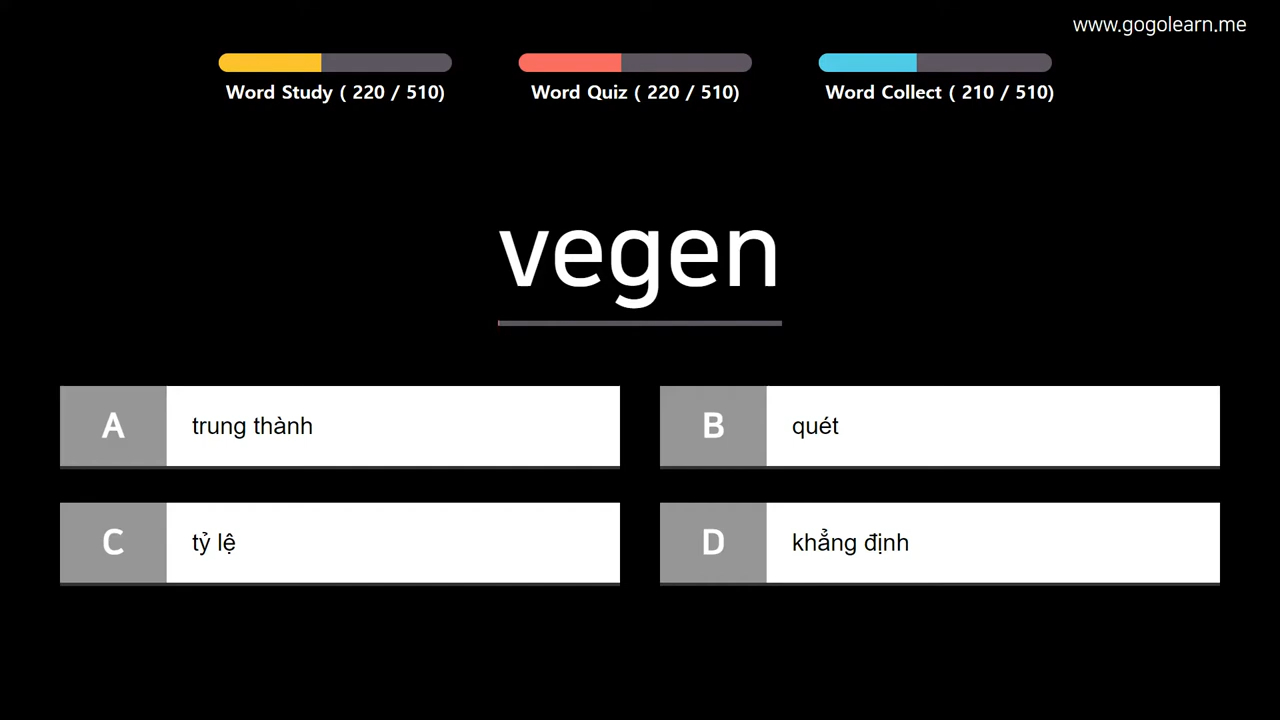 www.gogolearn.me
Word Study ( 220 / 510)
Word Quiz ( 220 / 510)
Word Collect ( 210 / 510)
vegen
A trung thành
B quét
C tỷ lệ
D khẳng định